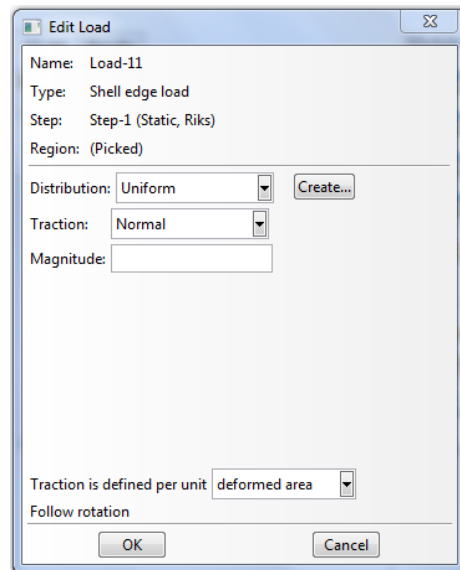 Edit Load
Name: Load-11
Type: Shell edge load
Step: Step-1 (Static, Riks)
Region: (Picked)
Distribution: Uniform Create...
Traction: Normal
Magnitude:
Traction is defined per unit deformed area
Follow rotation
OK Cancel